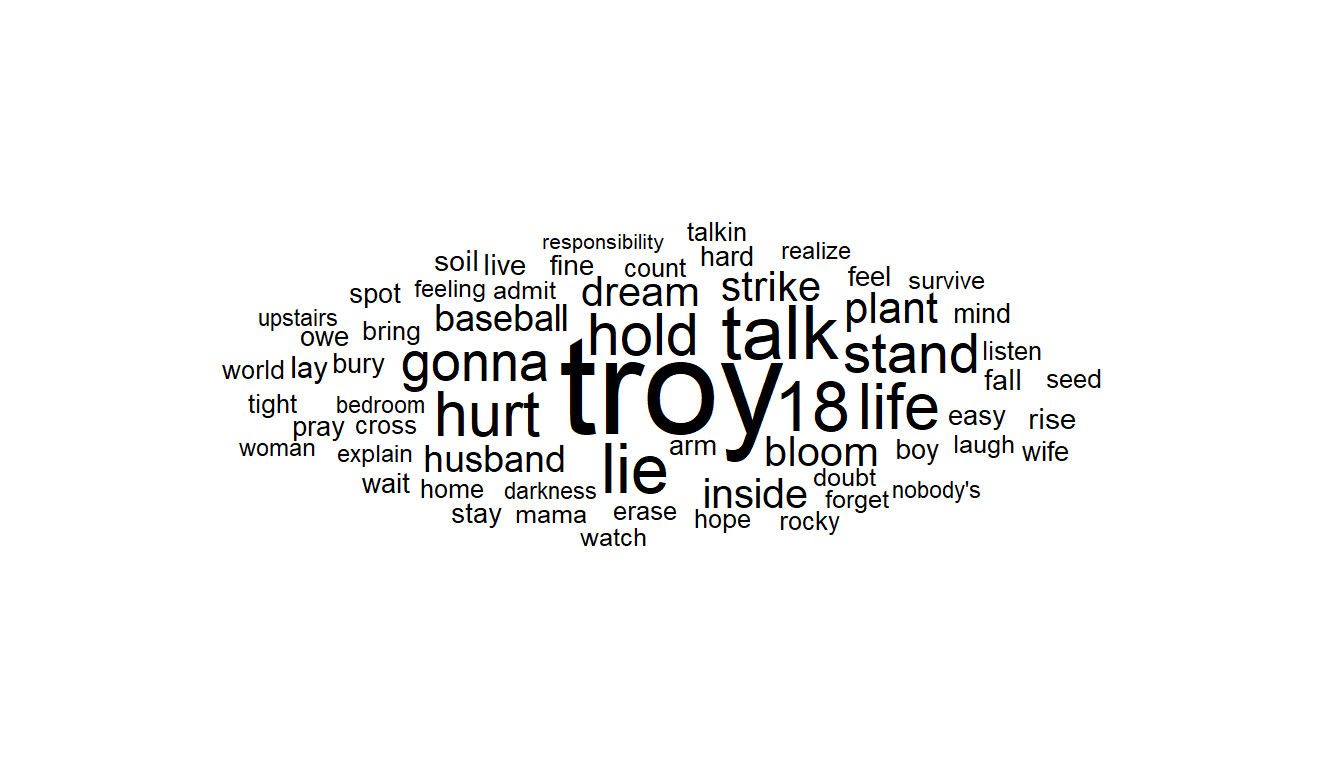 talkin
responsibility
hard realize
soil live fine count
feel survive
spot feeling admit dream strike
plant mind
upstairs baseball
owe bring hold talk
stand listen
world lay bury gonna troy
fall seed
tight bedroom hurt 18 life easy rise
pray cross
woman explain husband lie arm bloom boy laugh wife
wait home darkness inside doubt
forget nobody's
stay mama erase hope rocky
watch